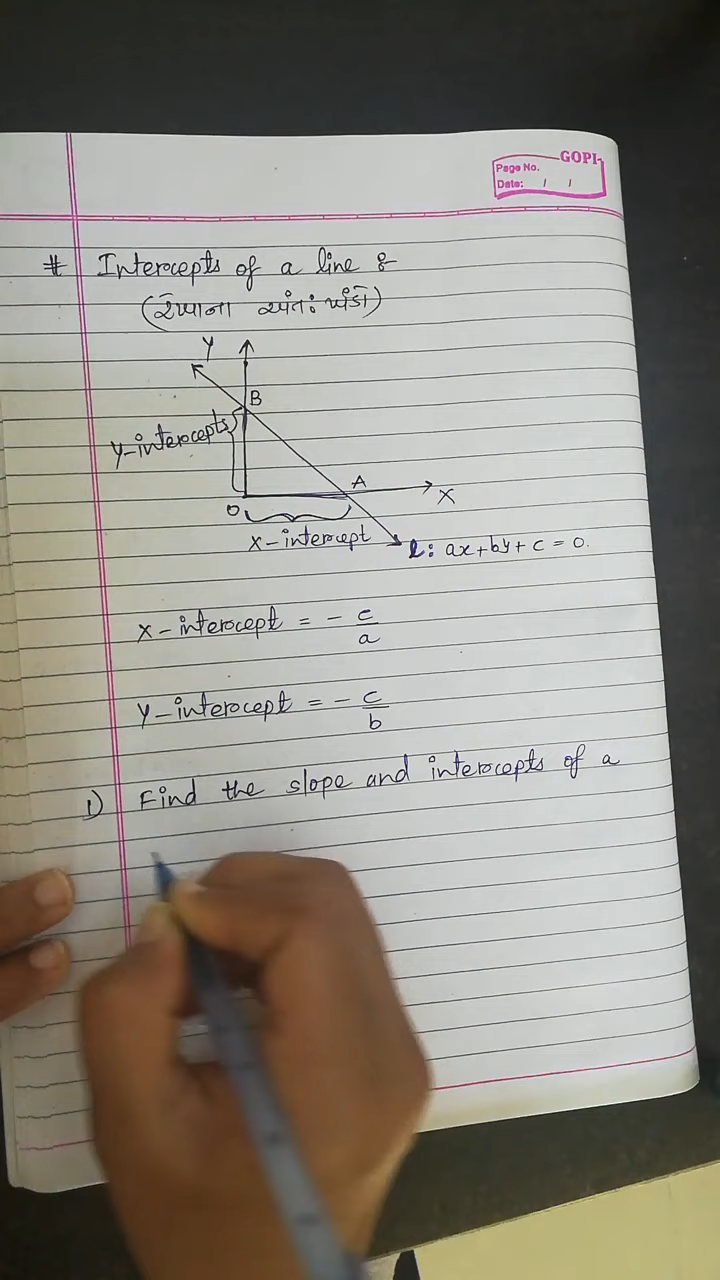 GOPI
Page No.
Date: / /
# Intercepts of a line :-
(રેખાના અંતઃખંડો)
Y
B
Y-intercepts
A
X
O
X-intercept
l: ax+by+c=0.
X-intercept = - c/a
Y-intercept = - c/b
1) Find the slope and intercepts of a